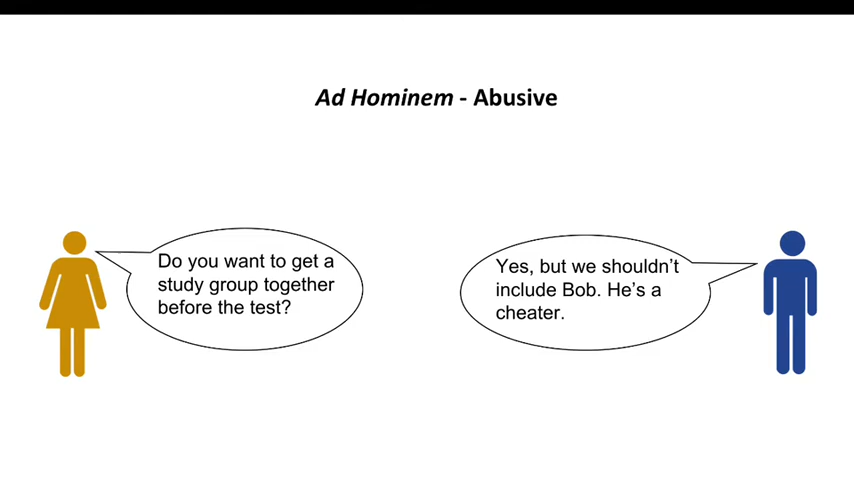 Ad Hominem - Abusive
Do you want to get a
study group together
before the test?
Yes, but we shouldn't
include Bob. He's a
cheater.